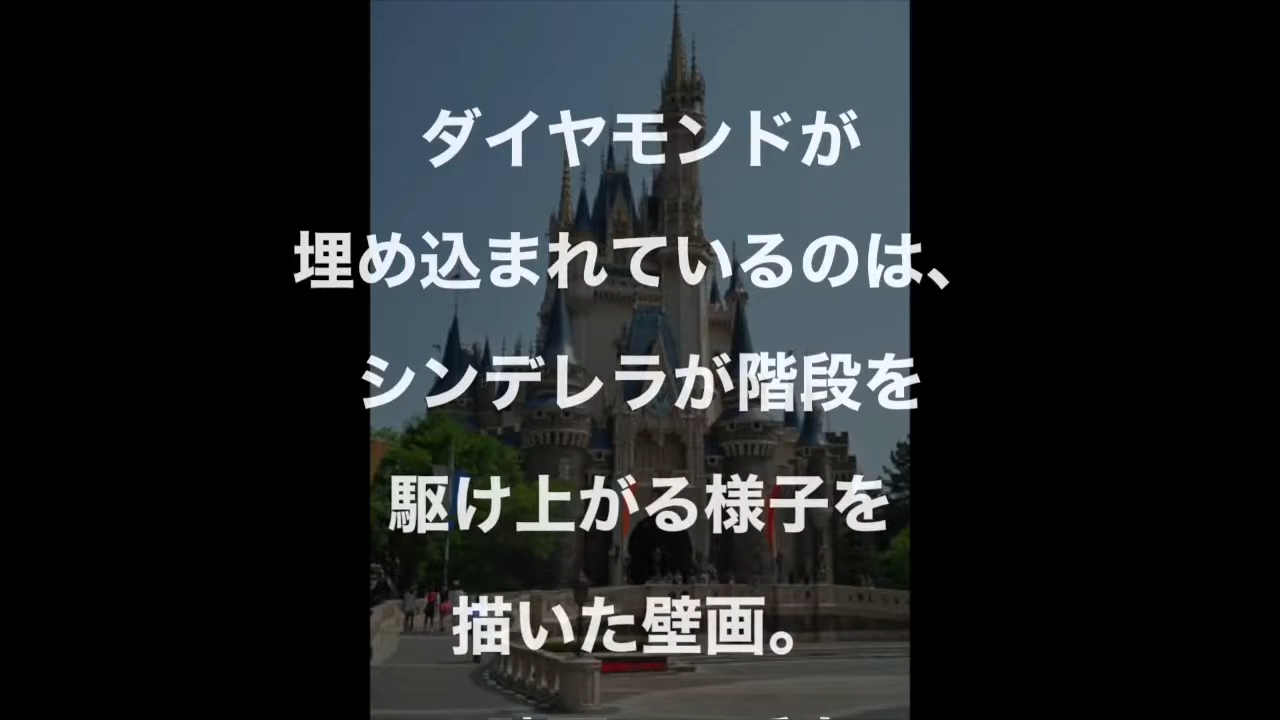 ダイヤモンドが
埋め込まれているのは、
シンデレラが階段を
駆け上がる様子を
描いた壁画。